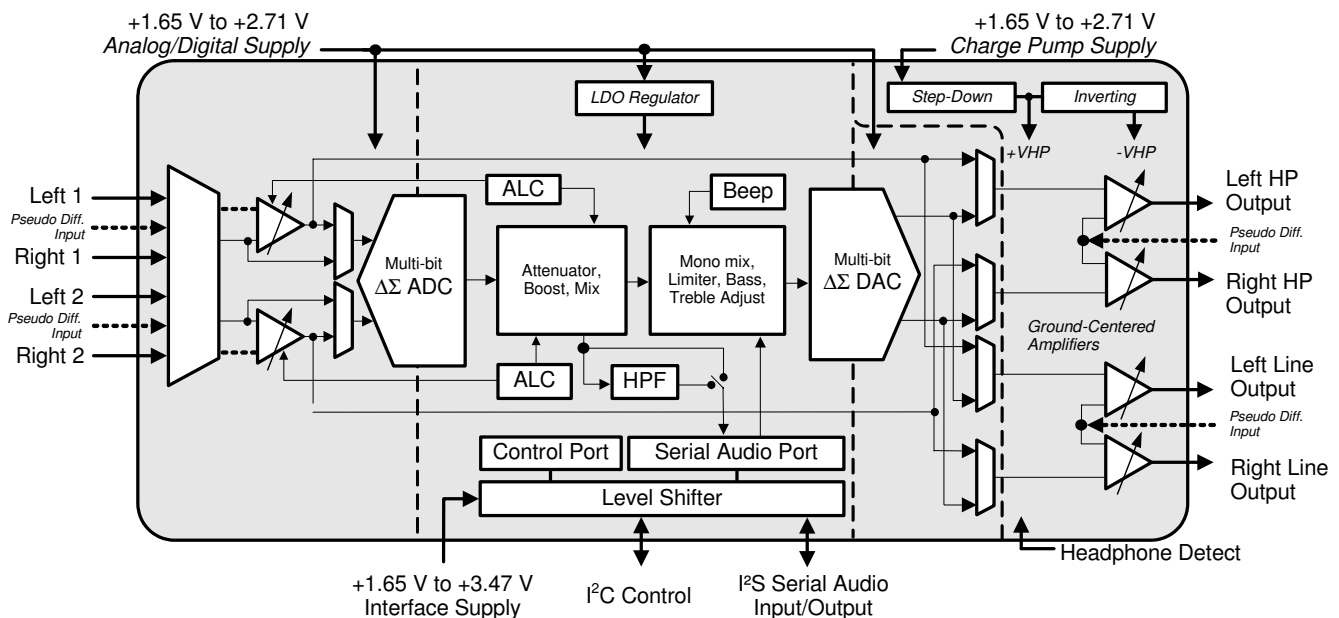 +1.65 V to +2.71 V
Analog/Digital Supply
+1.65 V to +2.71 V
Charge Pump Supply
LDO Regulator
Step-Down
Inverting
+VHP
-VHP
Left 1
Pseudo Diff.
Input
Right 1
Left 2
Pseudo Diff.
Input
Right 2
ALC
Beep
Multi-bit
ΔΣ ADC
Attenuator,
Boost, Mix
Mono mix,
Limiter, Bass,
Treble Adjust
Multi-bit
ΔΣ DAC
ALC
HPF
Control Port
Serial Audio Port
Level Shifter
Left HP
Output
Pseudo Diff.
Input
Right HP
Output
Ground-Centered
Amplifiers
Left Line
Output
Pseudo Diff.
Input
Right Line
Output
Headphone Detect
+1.65 V to +3.47 V
Interface Supply
I²C Control
I²S Serial Audio
Input/Output